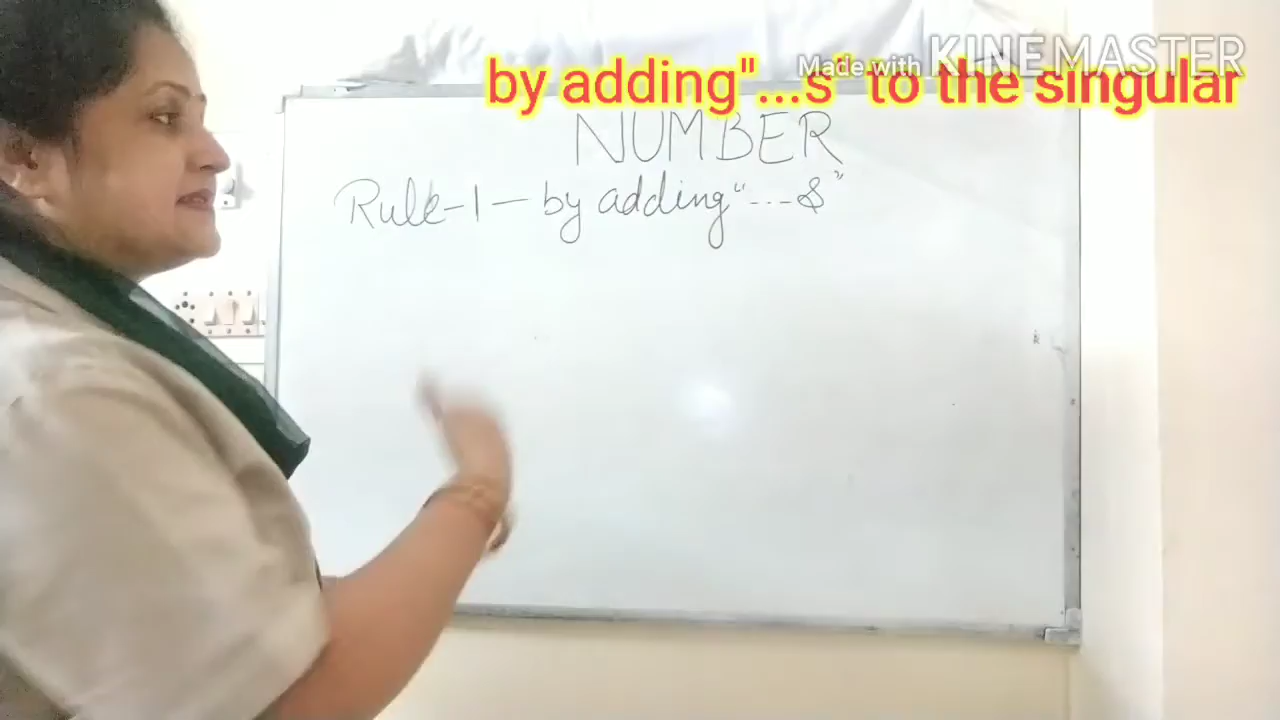 Made with KINEMASTER
by adding"...s" to the singular
NUMBER
Rule-1 - by adding "...s"